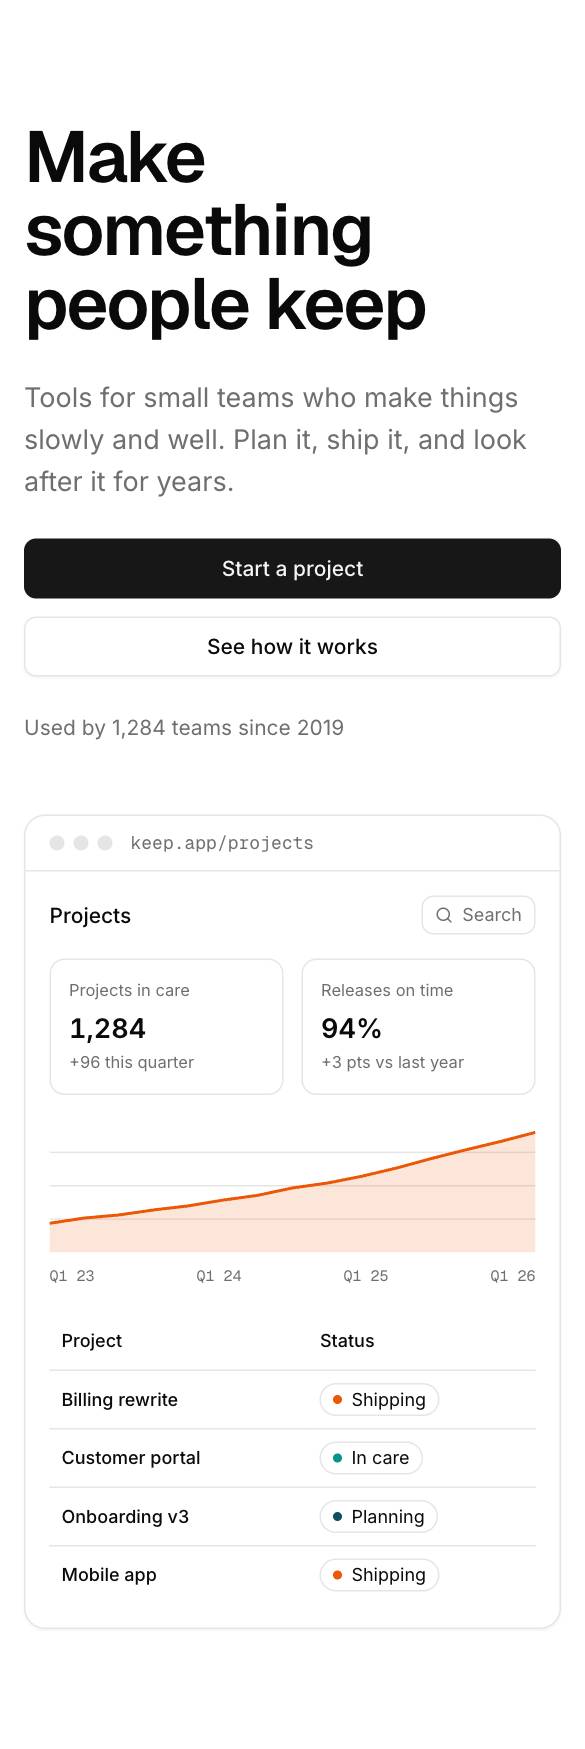 Make
something
people keep
Tools for small teams who make things
slowly and well. Plan it, ship it, and look
after it for years.
Start a project
See how it works
Used by 1,284 teams since 2019
keep.app/projects
Projects
Search
Projects in care
1,284
+96 this quarter
Releases on time
94%
+3 pts vs last year
Q1 23 Q1 24 Q1 25 Q1 26
Project Status
Billing rewrite Shipping
Customer portal In care
Onboarding v3 Planning
Mobile app Shipping